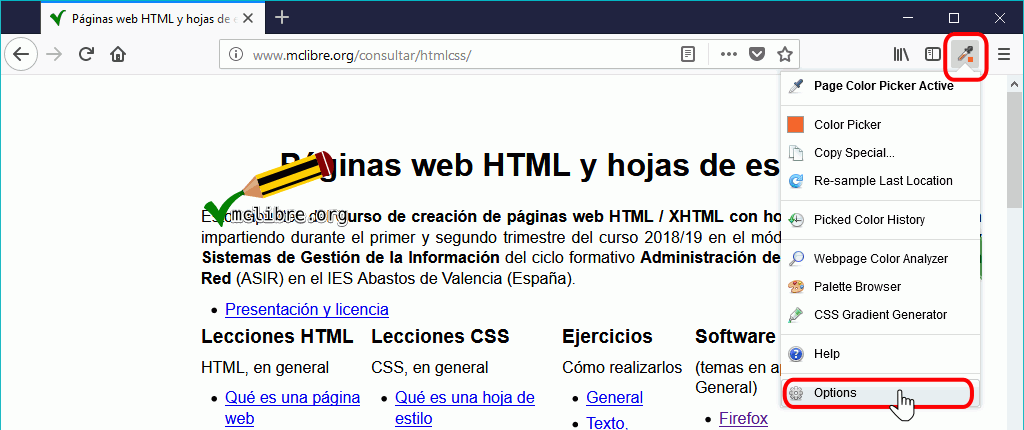 Páginas web HTML y hojas de e
www.mclibre.org/consultar/htmlcss/
Page Color Picker Active
Color Picker
Copy Special...
Re-sample Last Location
Picked Color History
Webpage Color Analyzer
Palette Browser
CSS Gradient Generator
Help
Options
Páginas web HTML y hojas de es
mclibre.org
urso de creación de páginas web HTML / XHTML con ho
impartiendo durante el primer y segundo trimestre del curso 2018/19 en el mód
Sistemas de Gestión de la Información del ciclo formativo Administración de
Red (ASIR) en el IES Abastos de Valencia (España).
• Presentación y licencia
Lecciones HTML
HTML, en general
• Qué es una página
web
Lecciones CSS
CSS, en general
• Qué es una hoja de
estilo
Ejercicios
Cómo realizarlos
• General
• Texto,
Software
(temas en a
General)
• Firefox